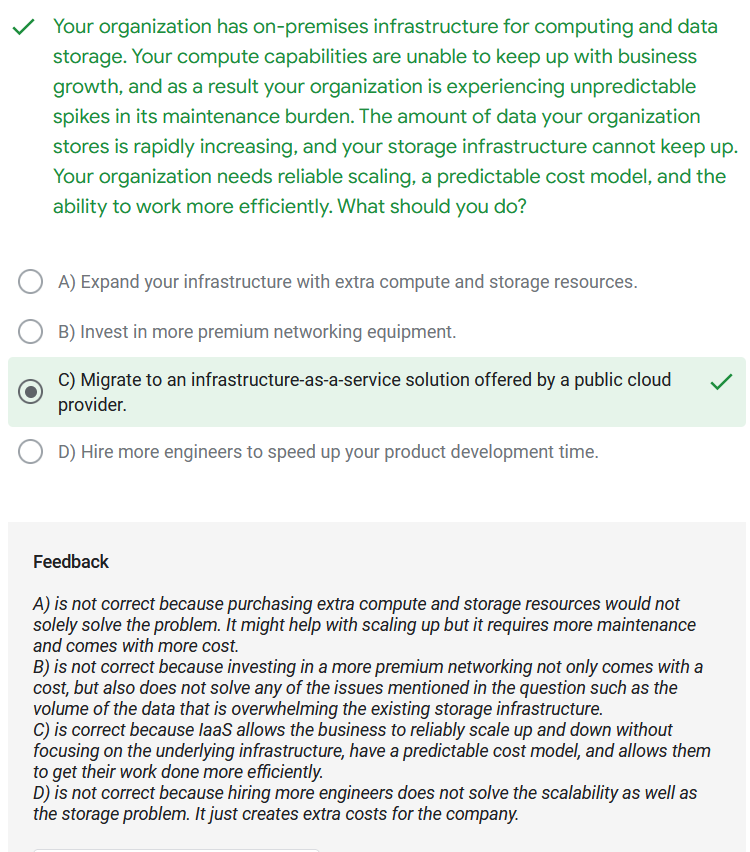 Your organization has on-premises infrastructure for computing and data
storage. Your compute capabilities are unable to keep up with business
growth, and as a result your organization is experiencing unpredictable
spikes in its maintenance burden. The amount of data your organization
stores is rapidly increasing, and your storage infrastructure cannot keep up.
Your organization needs reliable scaling, a predictable cost model, and the
ability to work more efficiently. What should you do?
A) Expand your infrastructure with extra compute and storage resources.
B) Invest in more premium networking equipment.
C) Migrate to an infrastructure-as-a-service solution offered by a public cloud
provider.
D) Hire more engineers to speed up your product development time.
Feedback
A) is not correct because purchasing extra compute and storage resources would not
solely solve the problem. It might help with scaling up but it requires more maintenance
and comes with more cost.
B) is not correct because investing in a more premium networking not only comes with a
cost, but also does not solve any of the issues mentioned in the question such as the
volume of the data that is overwhelming the existing storage infrastructure.
C) is correct because IaaS allows the business to reliably scale up and down without
focusing on the underlying infrastructure, have a predictable cost model, and allows them
to get their work done more efficiently.
D) is not correct because hiring more engineers does not solve the scalability as well as
the storage problem. It just creates extra costs for the company.